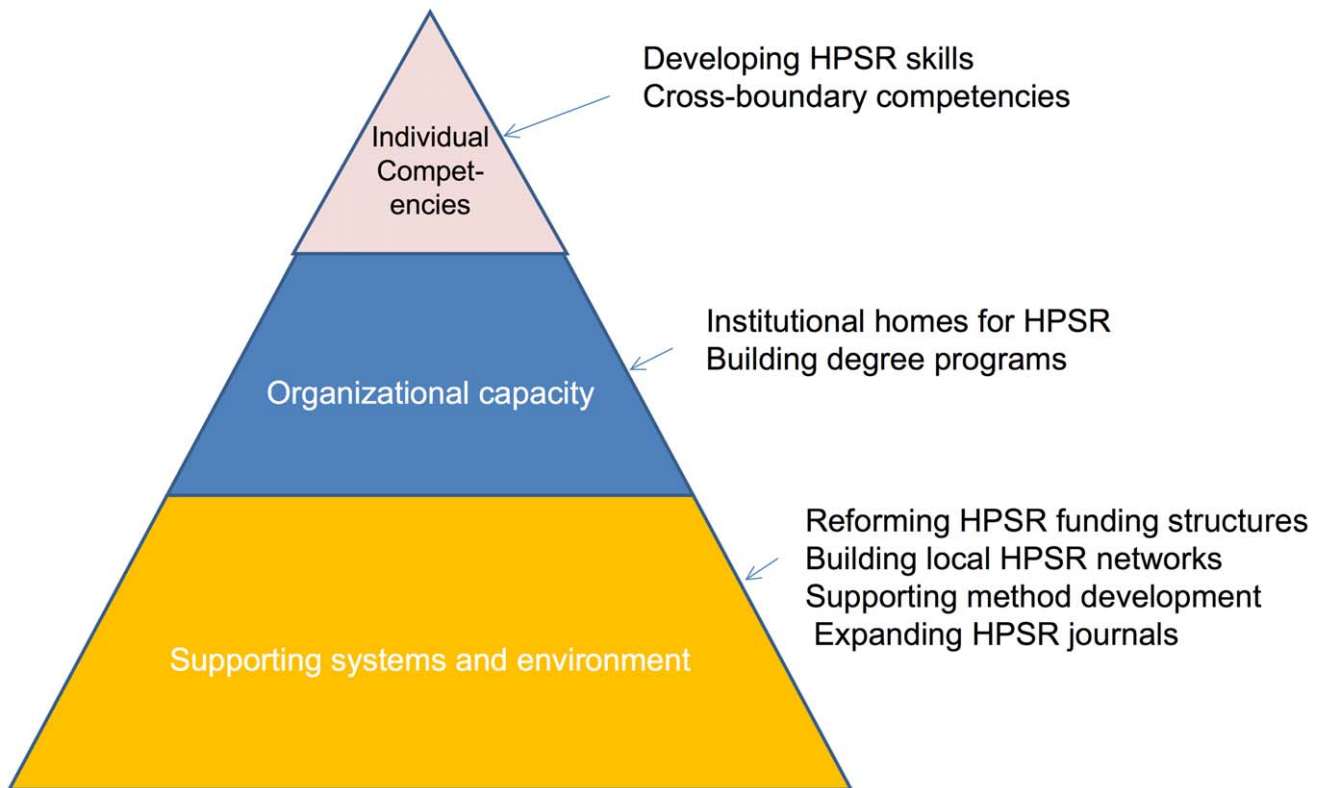 Developing HPSR skills
Cross-boundary competencies
Individual
Compet-
encies
Institutional homes for HPSR
Building degree programs
Organizational capacity
Reforming HPSR funding structures
Building local HPSR networks
Supporting method development
Expanding HPSR journals
Supporting systems and environment